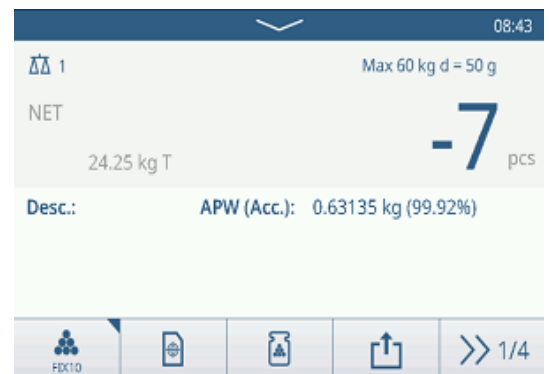 08:43
1
Max 60 kg d = 50 g
NET
-7 pcs
24.25 kg T
Desc.: APW (Acc.): 0.63135 kg (99.92%)
FIX10
1/4